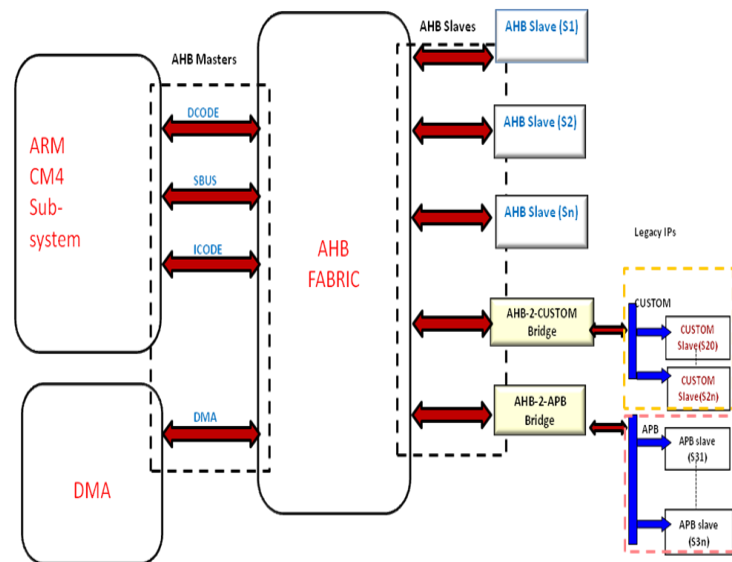 AHB Masters
AHB Slaves
AHB Slave (S1)
DCODE
AHB Slave (S2)
ARM
CM4
Sub-
system
SBUS
AHB Slave (Sn)
ICODE
AHB
FABRIC
Legacy IPs
AHB-2-CUSTOM
Bridge
CUSTOM
CUSTOM
Slave(S20)
CUSTOM
Slave(S2n)
AHB-2-APB
Bridge
DMA
DMA
APB
APB slave
(S31)
APB slave
(S3n)